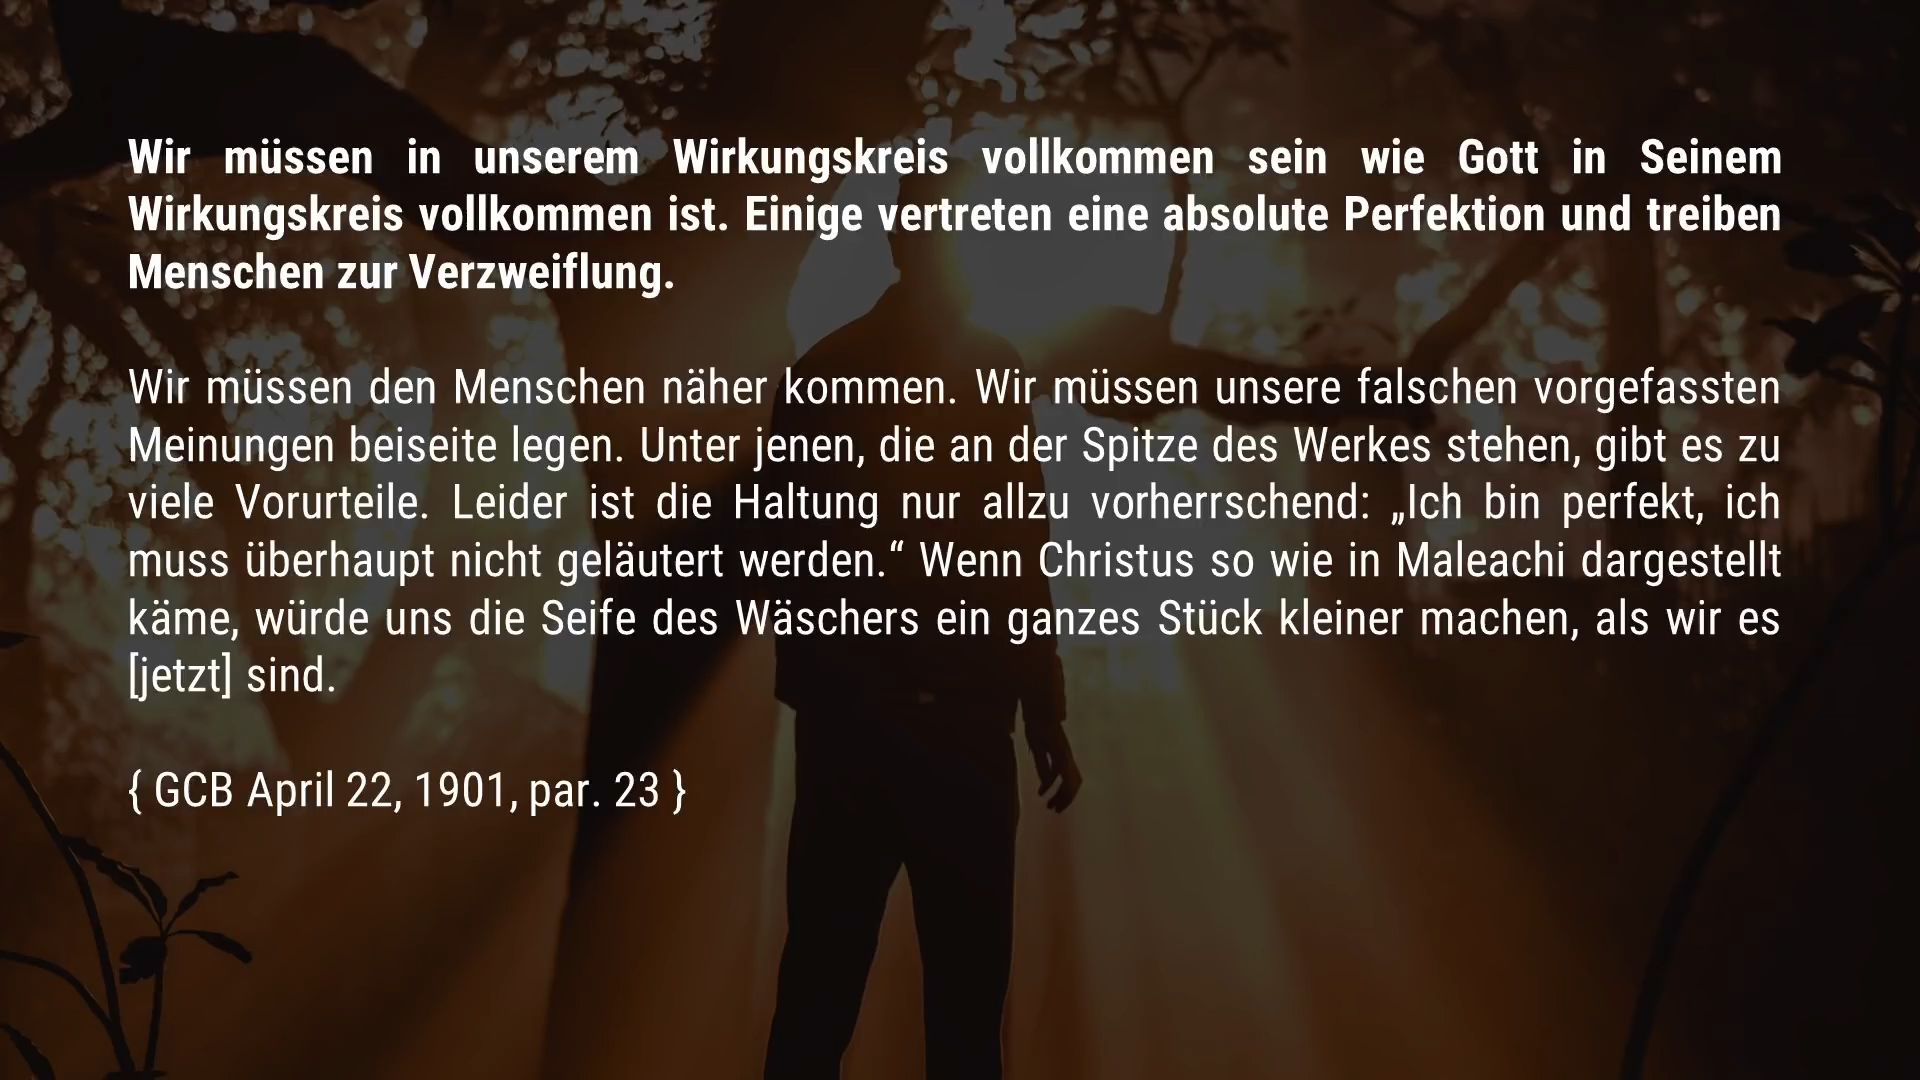 Wir müssen in unserem Wirkungskreis vollkommen sein wie Gott in Seinem
Wirkungskreis vollkommen ist. Einige vertreten eine absolute Perfektion und treiben
Menschen zur Verzweiflung.
Wir müssen den Menschen näher kommen. Wir müssen unsere falschen vorgefassten
Meinungen beiseite legen. Unter jenen, die an der Spitze des Werkes stehen, gibt es zu
viele Vorurteile. Leider ist die Haltung nur allzu vorherrschend: „Ich bin perfekt, ich
muss überhaupt nicht geläutert werden.“ Wenn Christus so wie in Maleachi dargestellt
käme, würde uns die Seife des Wäschers ein ganzes Stück kleiner machen, als wir es
[jetzt] sind.
{ GCB April 22, 1901, par. 23 }